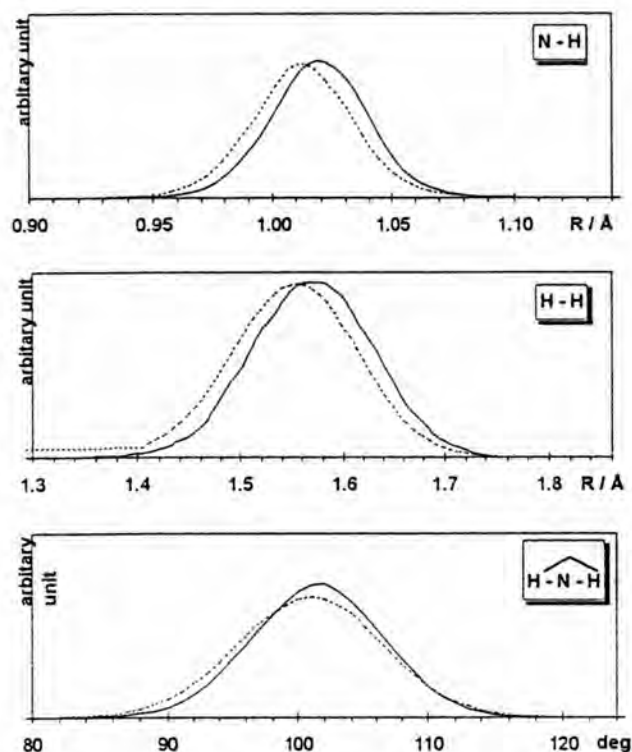 arbitary unit
N - H
0.90 0.95 1.00 1.05 1.10 R / Å
arbitary unit
H - H
1.3 1.4 1.5 1.6 1.7 1.8 R / Å
arbitary
unit
H - N - H
80 90 100 110 120 deg